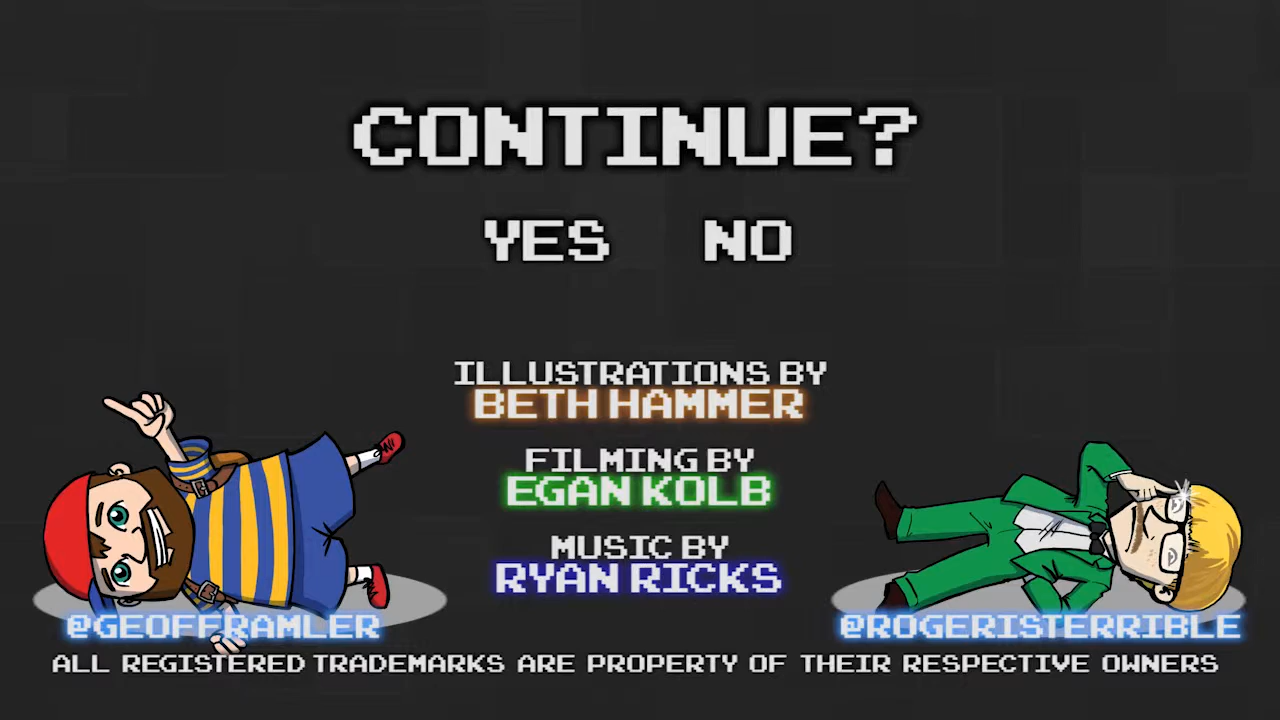 CONTINUE?
YES NO
ILLUSTRATIONS BY
BETH HAMMER
FILMING BY
EGAN KOLB
MUSIC BY
RYAN RICKS
@GEOFFRAMLER @ROGERISTERRIBLE
ALL REGISTERED TRADEMARKS ARE PROPERTY OF THEIR RESPECTIVE OWNERS